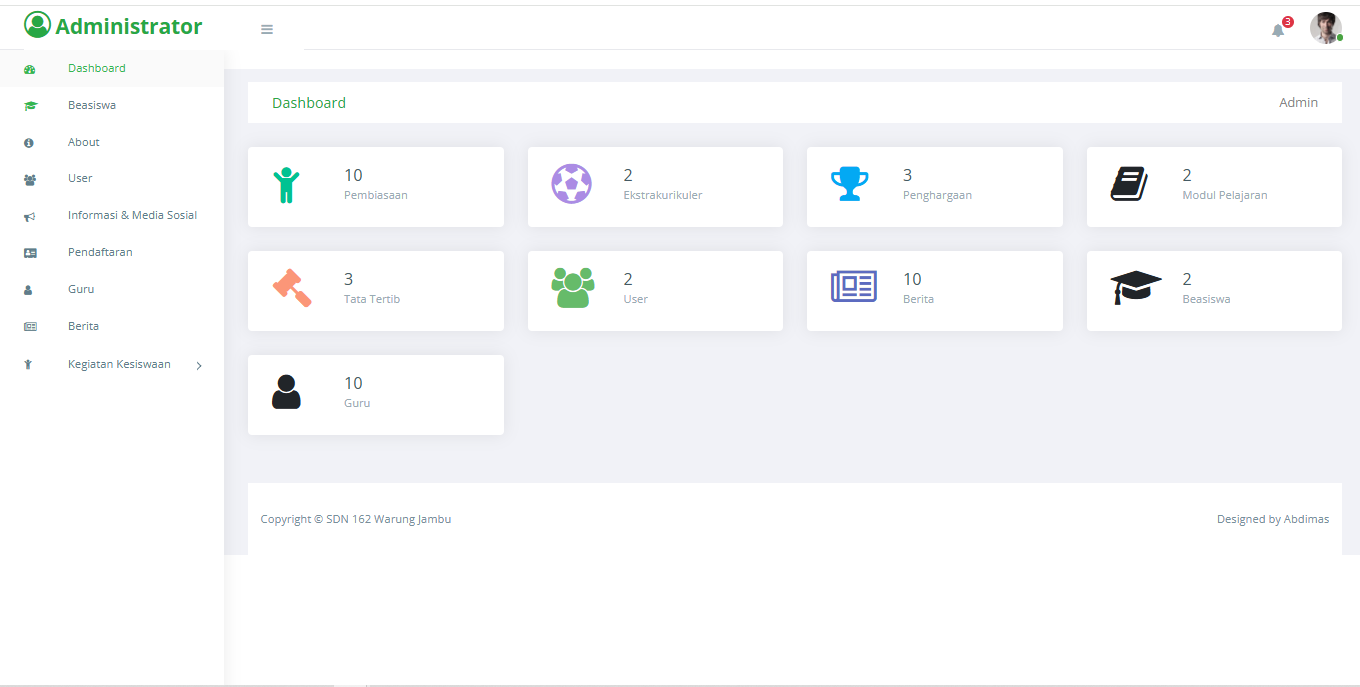 Administrator
3
Dashboard
Beasiswa
About
User
Informasi & Media Sosial
Pendaftaran
Guru
Berita
Kegiatan Kesiswaan
Dashboard
Admin
10
Pembiasaan
2
Ekstrakurikuler
3
Penghargaan
2
Modul Pelajaran
3
Tata Tertib
2
User
10
Berita
2
Beasiswa
10
Guru
Copyright © SDN 162 Warung Jambu
Designed by Abdimas